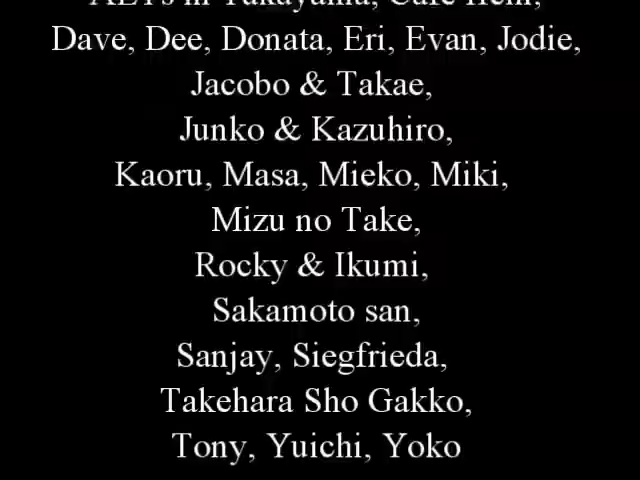 Dave, Dee, Donata, Eri, Evan, Jodie,
Jacobo & Takae,
Junko & Kazuhiro,
Kaoru, Masa, Mieko, Miki,
Mizu no Take,
Rocky & Ikumi,
Sakamoto san,
Sanjay, Siegfrieda,
Takehara Sho Gakko,
Tony, Yuichi, Yoko